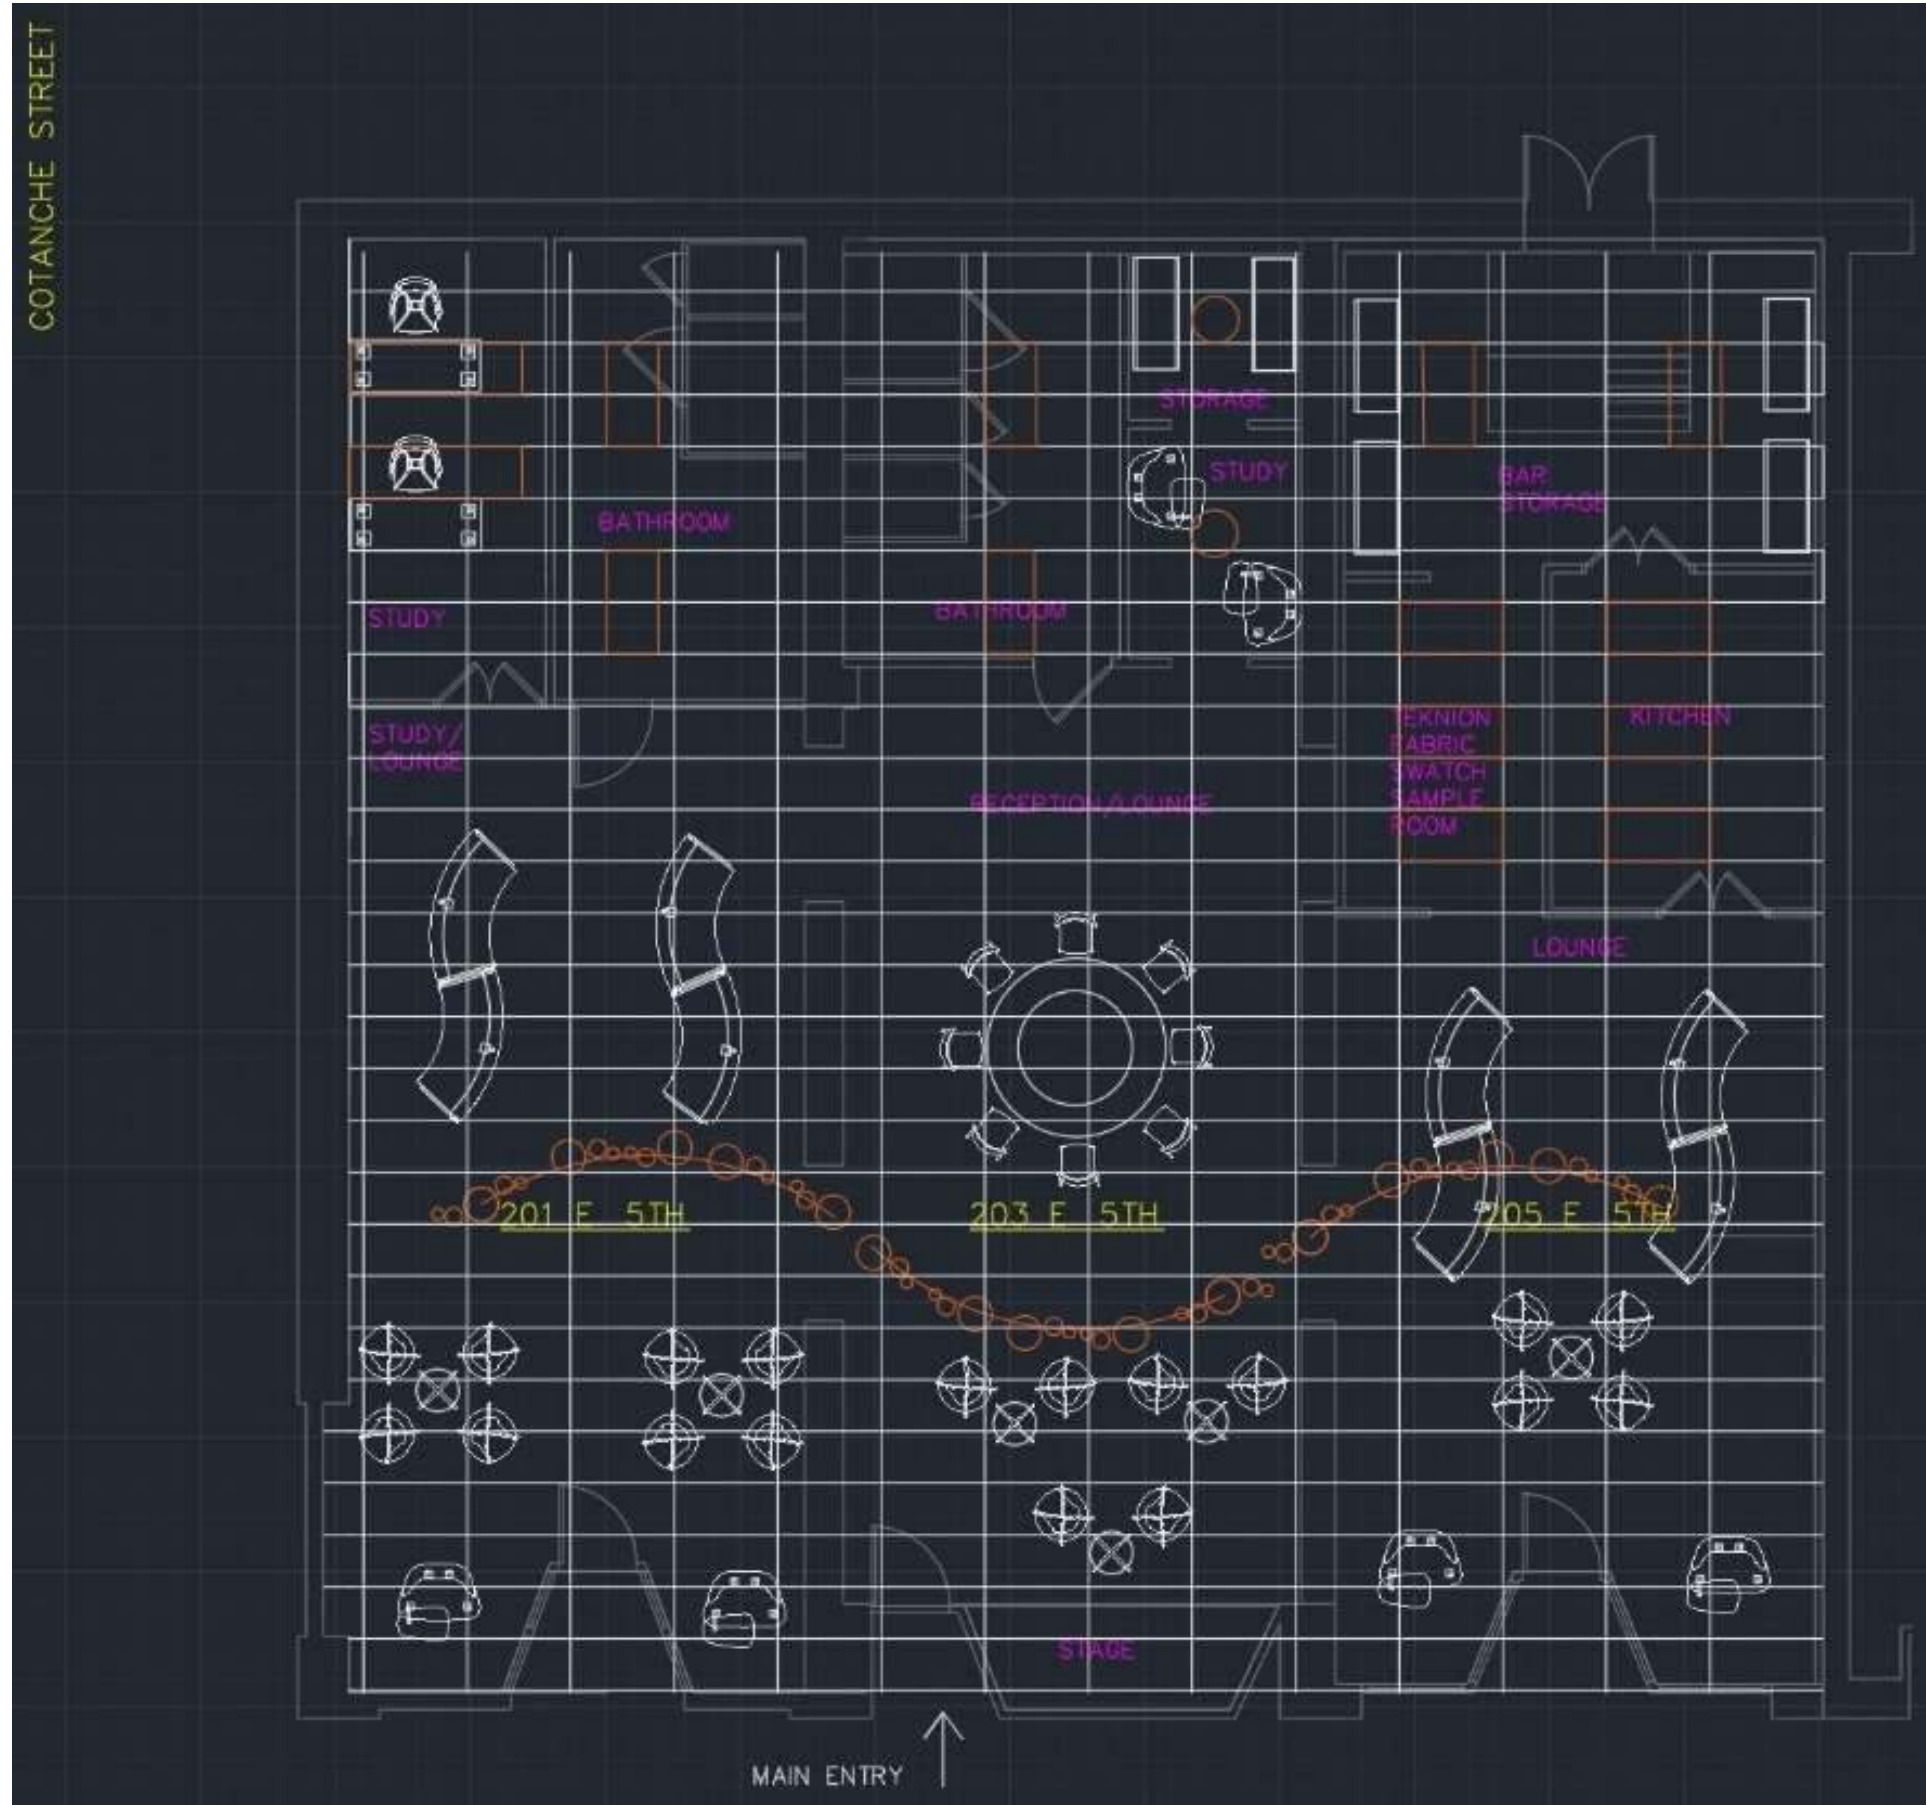 COTANCHE STREET
STORAGE
STUDY
BAR
STORAGE
BATHROOM
BATHROOM
STUDY
STUDY/
LOUNGE
TEKNION
FABRIC
SWATCH
SAMPLE
ROOM
KITCHEN
RECEPTION/LOUNGE
LOUNGE
201 E 5TH
203 E 5TH
205 E 5TH
STAGE
MAIN ENTRY